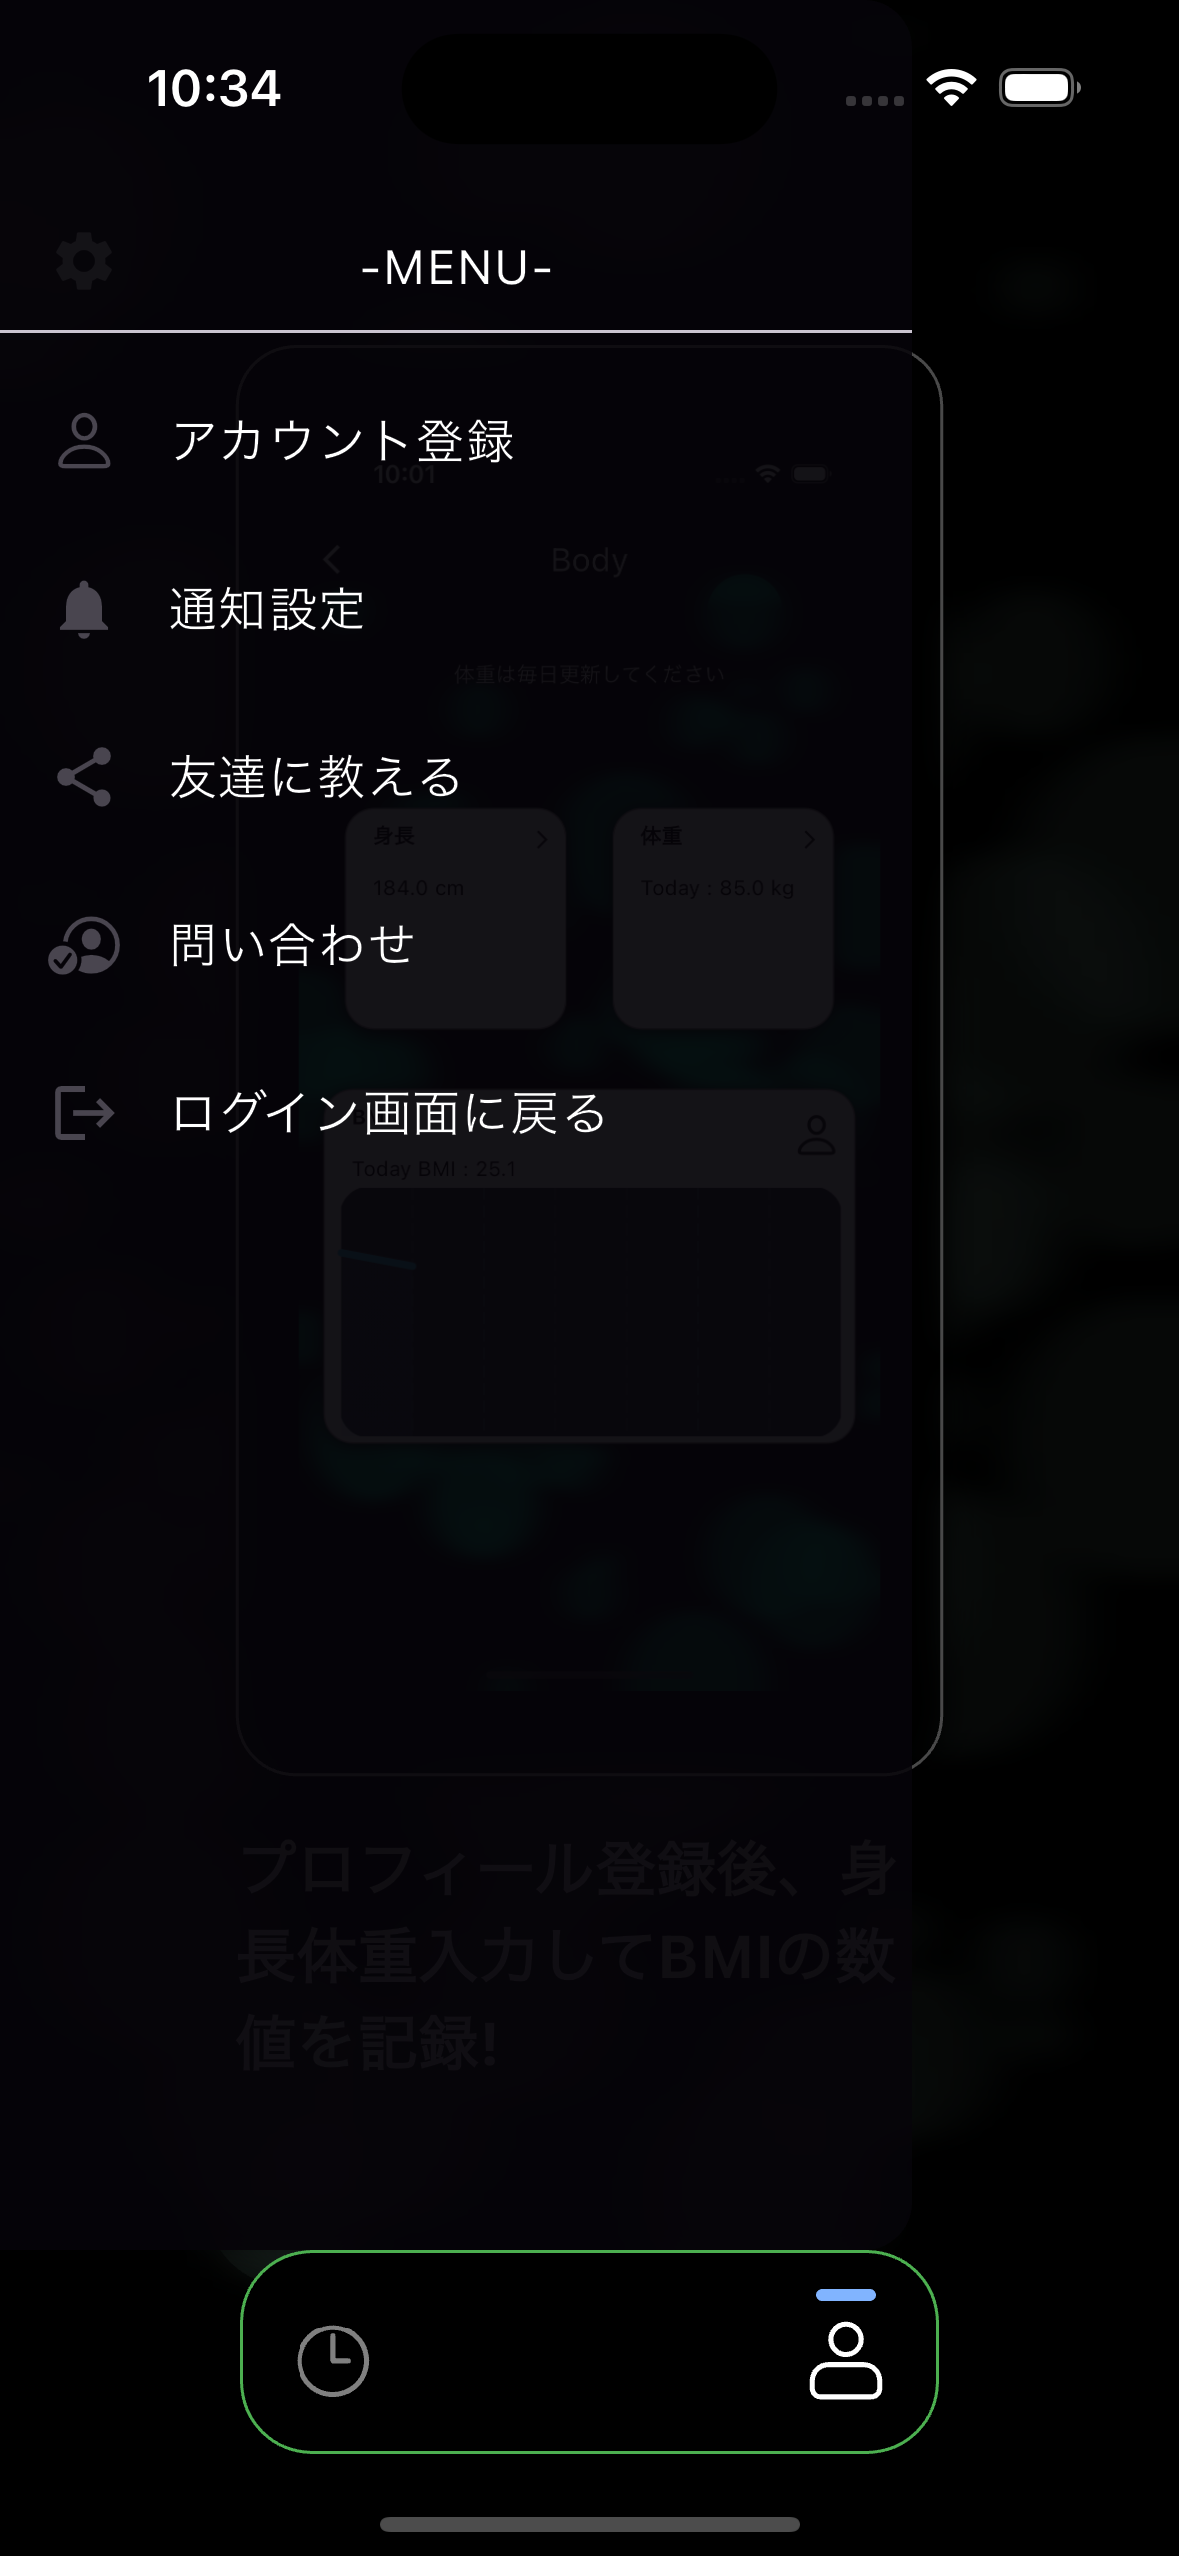 10:34
-MENU-
アカウント登録
10:01
Body
通知設定
体重は毎日更新してください
友達に教える
身長
体重
184.0 cm
Today : 85.0 kg
問い合わせ
ログイン画面に戻る
Today BMI : 25.1
プロフィール登録後、身
長体重入力してBMIの数
値を記録!